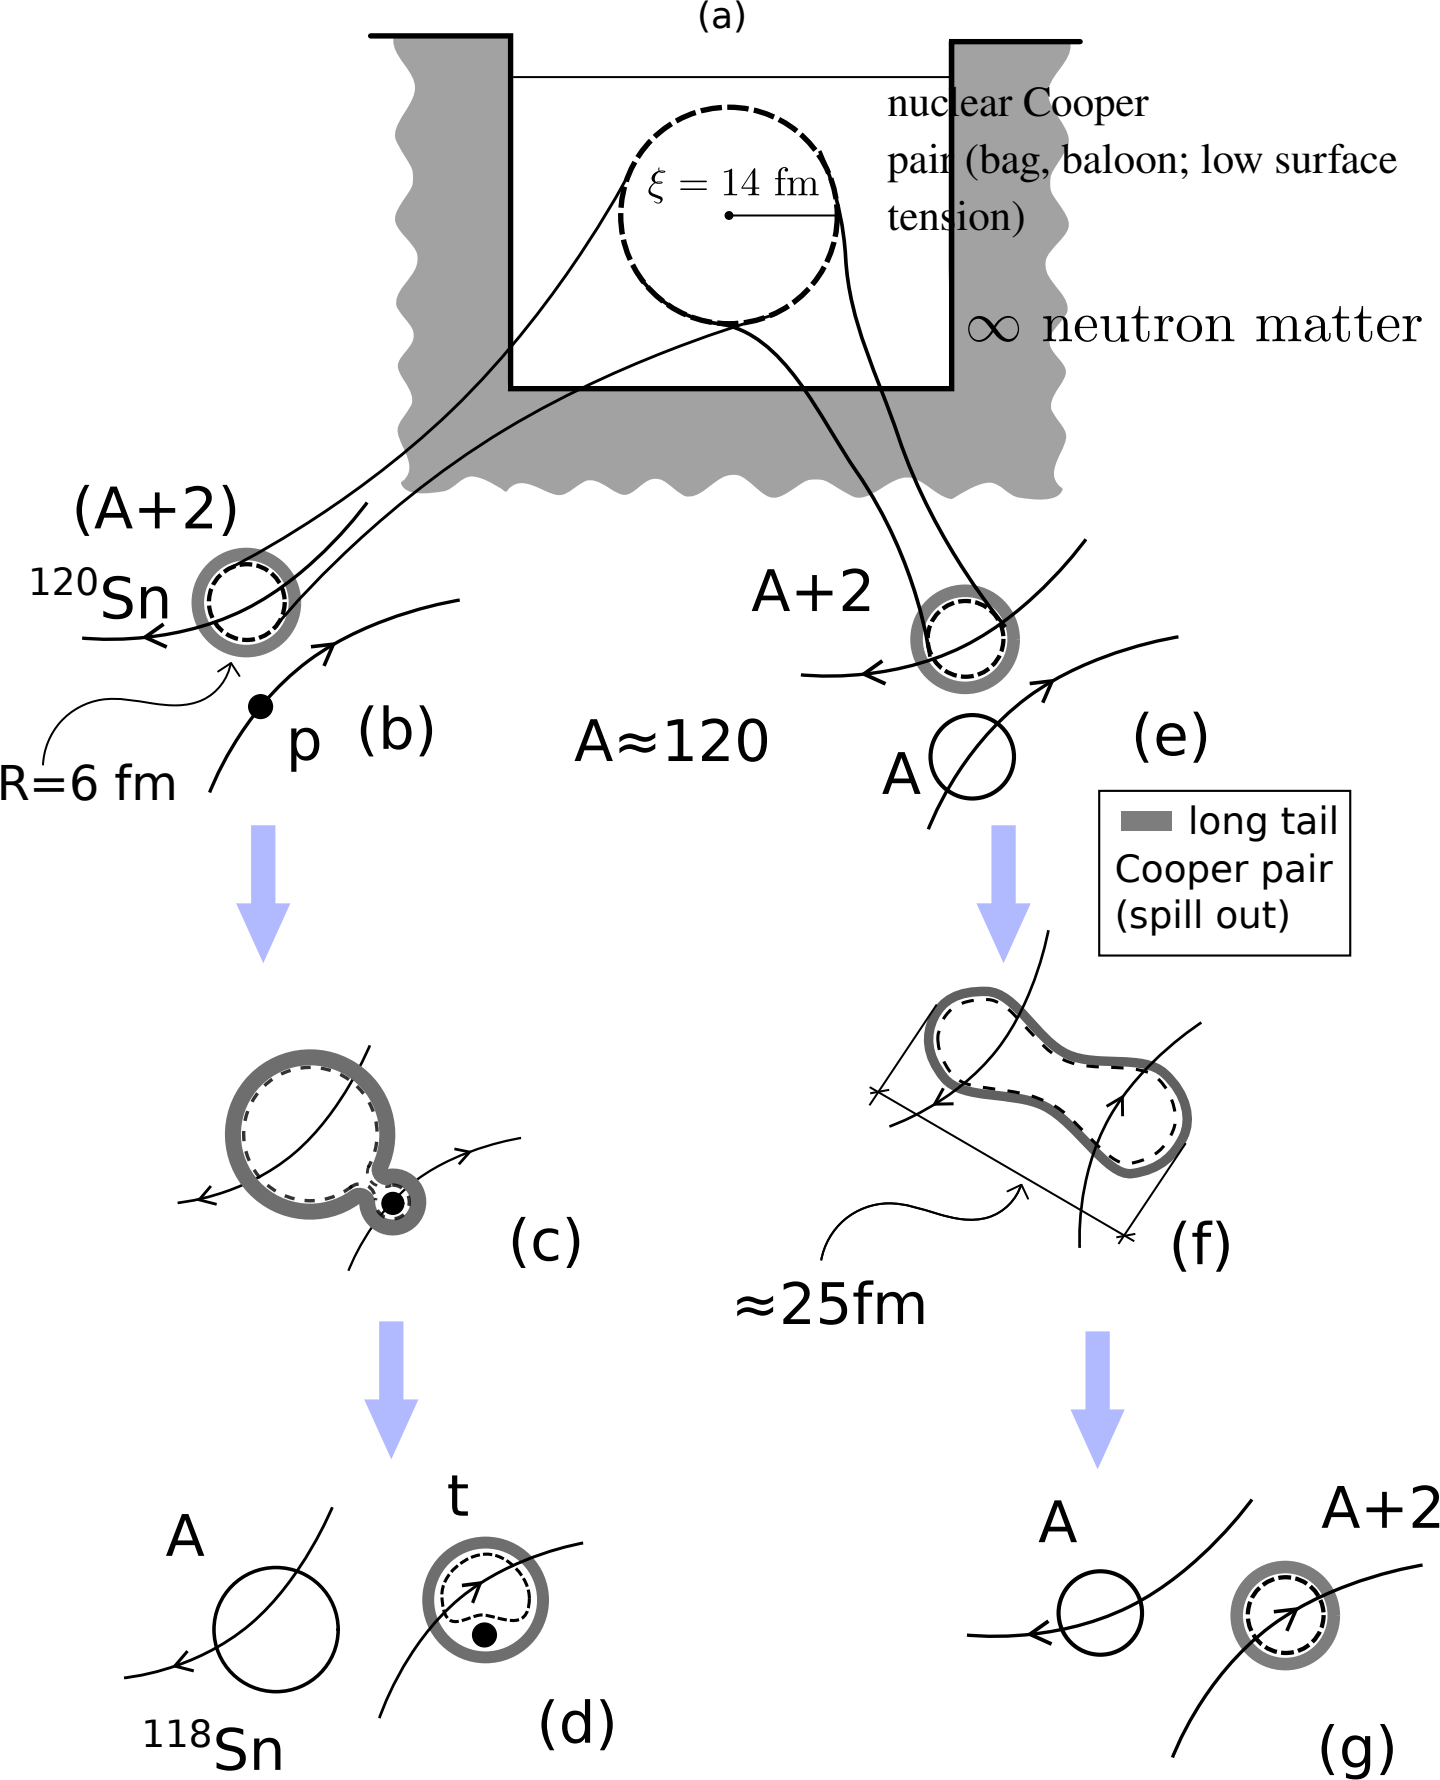 (a)
nuclear Cooper
pair (bag, baloon; low surface
tension)
ξ = 14 fm
∞ neutron matter
(A+2)
¹²⁰Sn
A+2
p
(b)
R=6 fm
A≈120
A
(e)
long tail
Cooper pair
(spill out)
(c)
(f)
≈25fm
t
A
A
A+2
(d)
¹¹⁸Sn
(g)